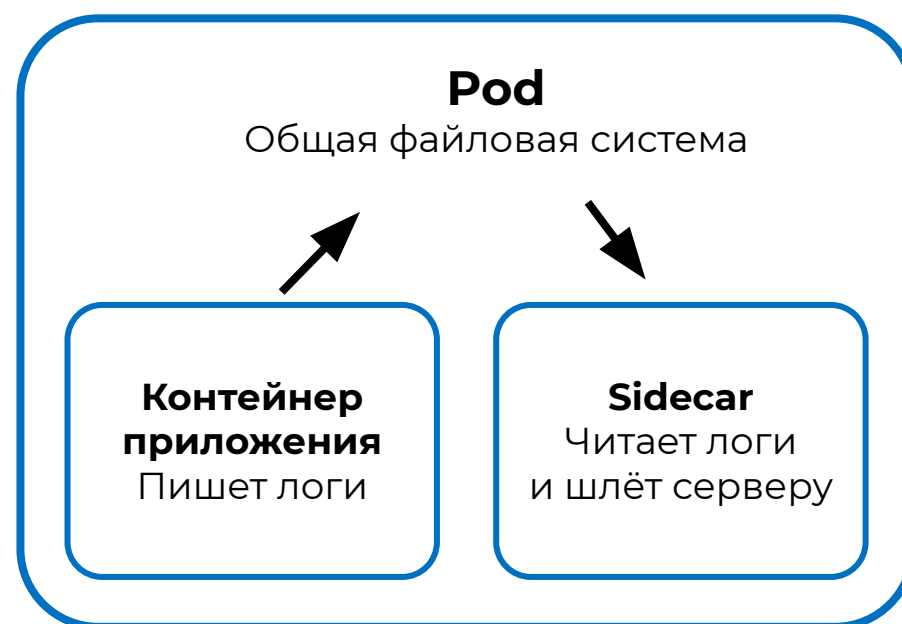 Pod
Общая файловая система
Контейнер
приложения
Пишет логи
Sidecar
Читает логи
и шлёт серверу